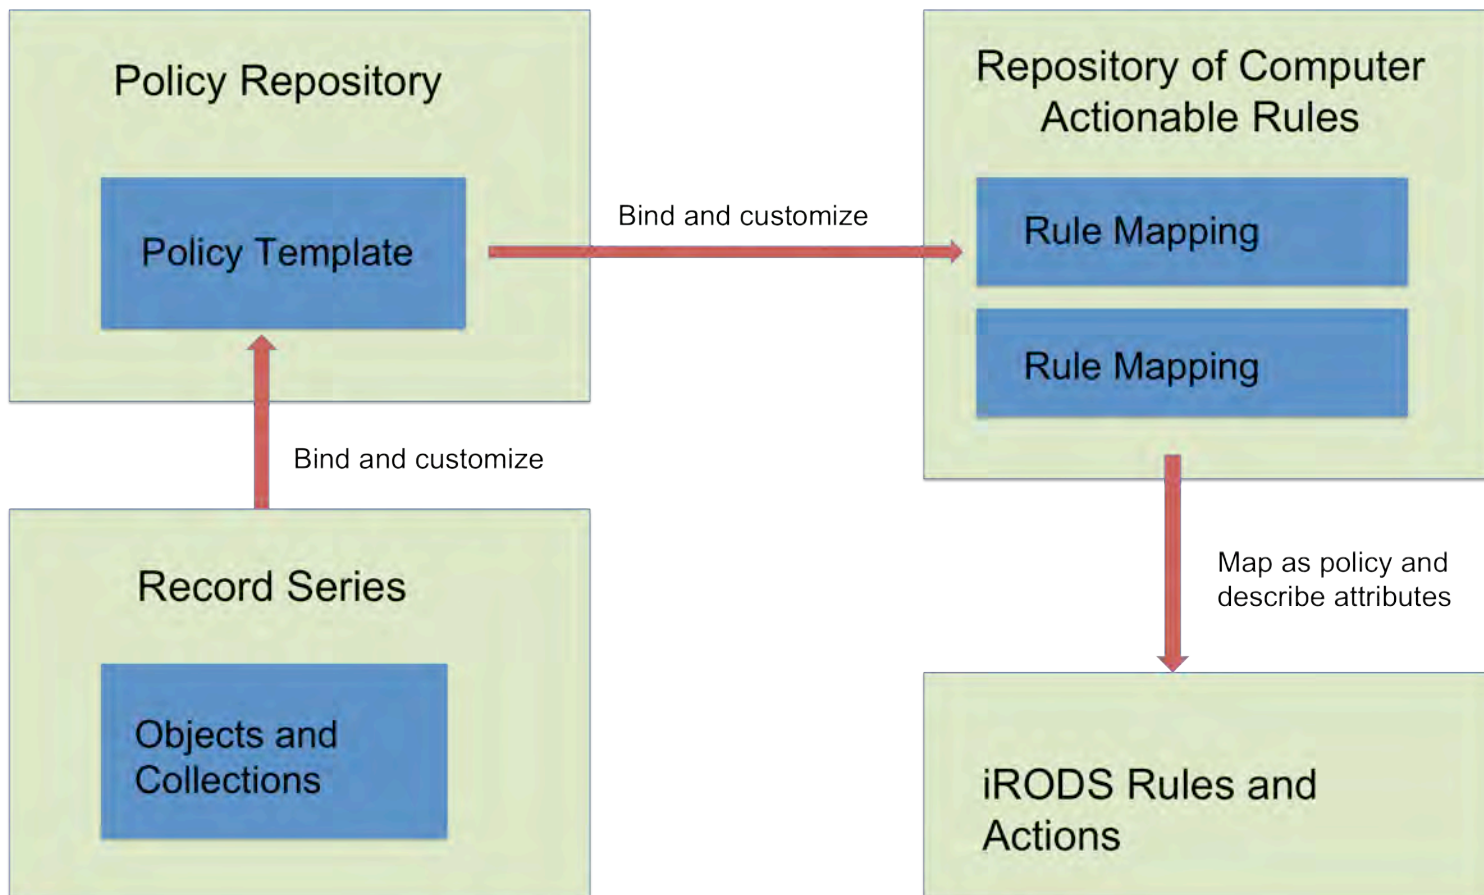 Policy Repository
Policy Template
Bind and customize
Repository of Computer
Actionable Rules
Rule Mapping
Rule Mapping
Bind and customize
Record Series
Objects and
Collections
Map as policy and
describe attributes
iRODS Rules and
Actions